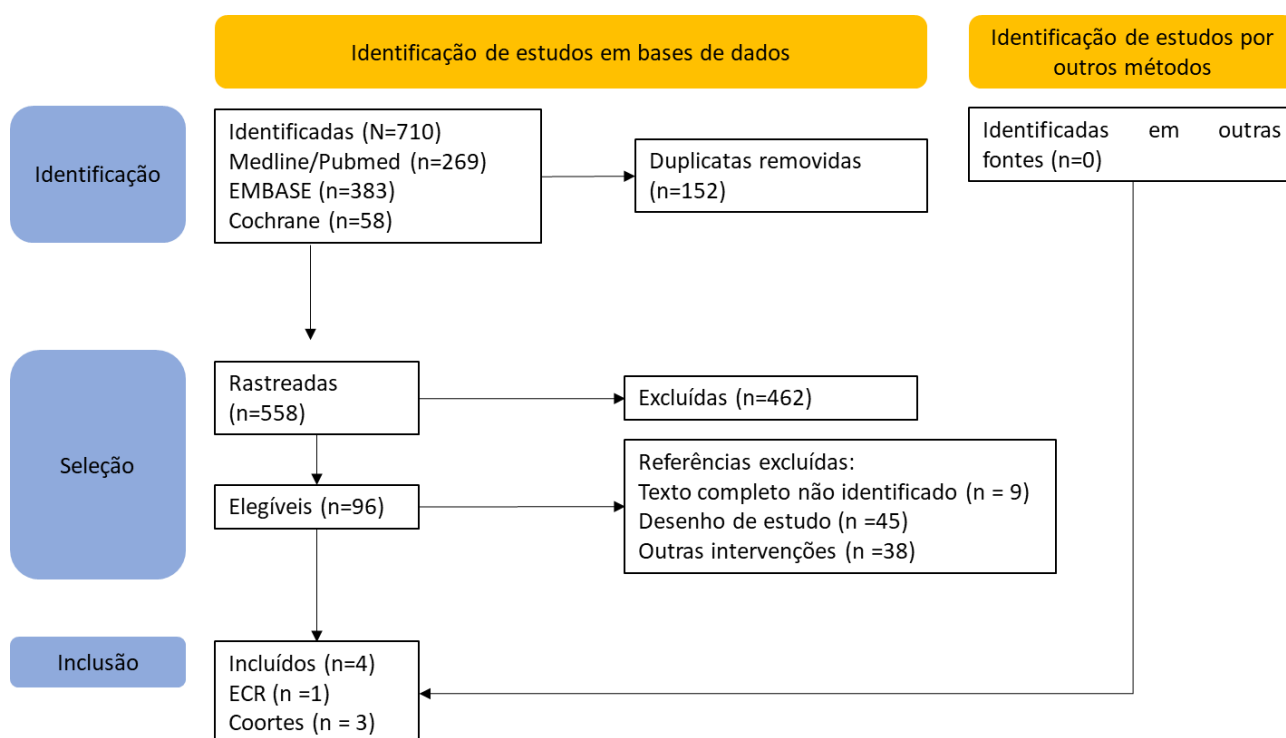 Identificação de estudos em bases de dados
Identificação de estudos por
outros métodos
Identificação
Identificadas (N=710)
Medline/Pubmed (n=269)
EMBASE (n=383)
Cochrane (n=58)
Duplicatas removidas
(n=152)
Identificadas em outras
fontes (n=0)
Seleção
Rastreadas
(n=558)
Excluídas (n=462)
Elegíveis (n=96)
Referências excluídas:
Texto completo não identificado (n = 9)
Desenho de estudo (n =45)
Outras intervenções (n =38)
Inclusão
Incluídos (n=4)
ECR (n =1)
Coortes (n = 3)